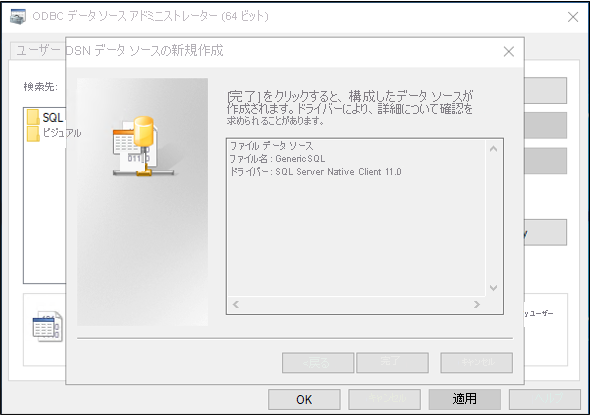 ODBC データ ソース アドミニストレーター (64 ビット)
ユーザー
DSN データ ソースの新規作成
検索先:
SQL
ビジュアル
[完了] をクリックすると、構成したデータ ソースが
作成されます。ドライバーにより、詳細について確認を
求められることがあります。
ファイル データ ソース
ファイル名: GenericSQL
ドライバー: SQL Server Native Client 11.0
y
yユーザー
<戻る
完了
キャンセル
OK
キャンセル
適用